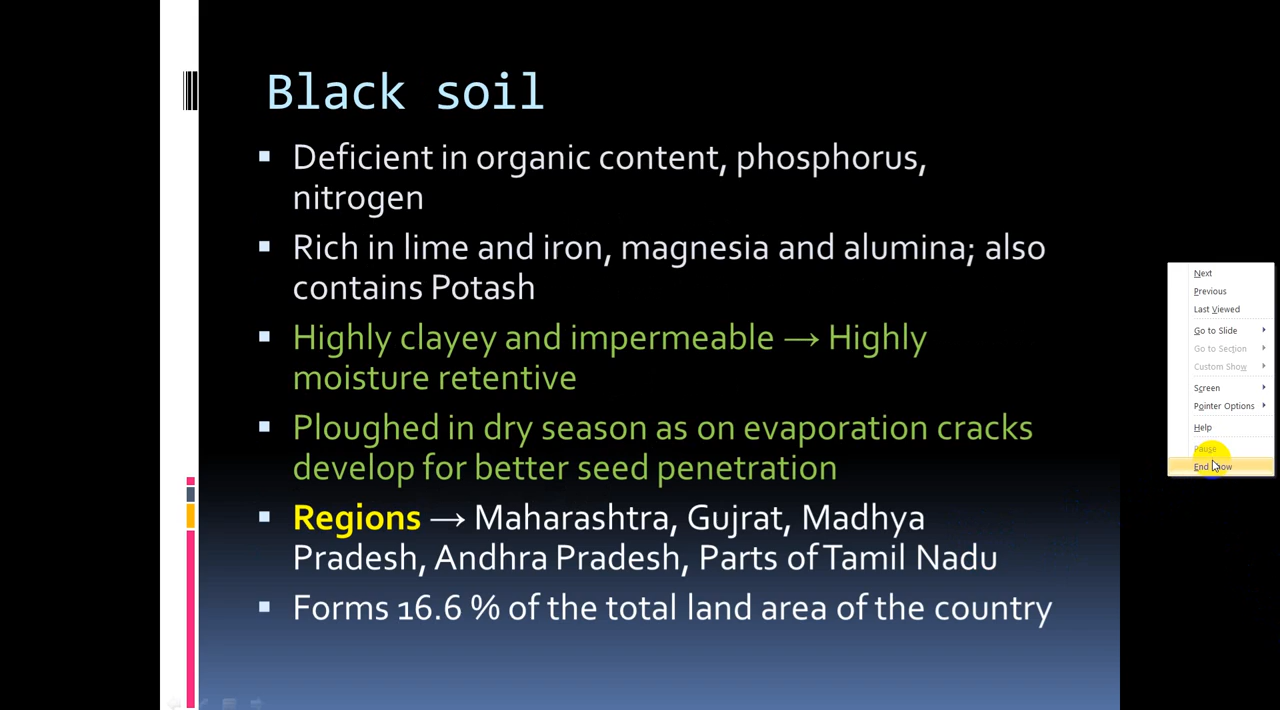 Black soil
▪ Deficient in organic content, phosphorus,
nitrogen
▪ Rich in lime and iron, magnesia and alumina; also
contains Potash
▪ Highly clayey and impermeable → Highly
moisture retentive
▪ Ploughed in dry season as on evaporation cracks
develop for better seed penetration
▪ Regions → Maharashtra, Gujrat, Madhya
Pradesh, Andhra Pradesh, Parts of Tamil Nadu
▪ Forms 16.6 % of the total land area of the country
Next
Previous
Last Viewed
Go to Slide
Go to Section
Custom Show
Screen
Pointer Options
Help
Pause
End Show